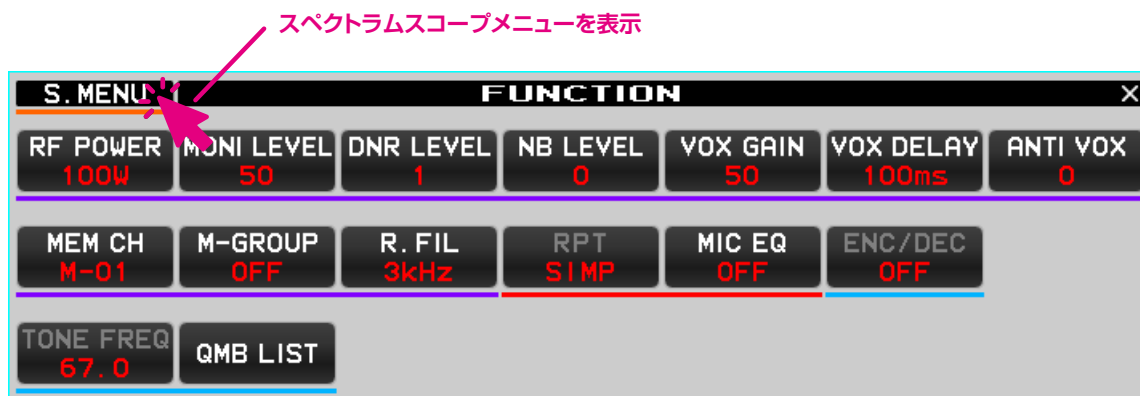 スペクトラムスコープメニューを表示
S.MENU FUNCTION ×
RF POWER MONI LEVEL DNR LEVEL NB LEVEL VOX GAIN VOX DELAY ANTI VOX
100W 50 1 0 50 100ms 0
MEM CH M-GROUP R.FIL RPT MIC EQ ENC/DEC
M-01 OFF 3kHz SIMP OFF OFF
TONE FREQ QMB LIST
67.0